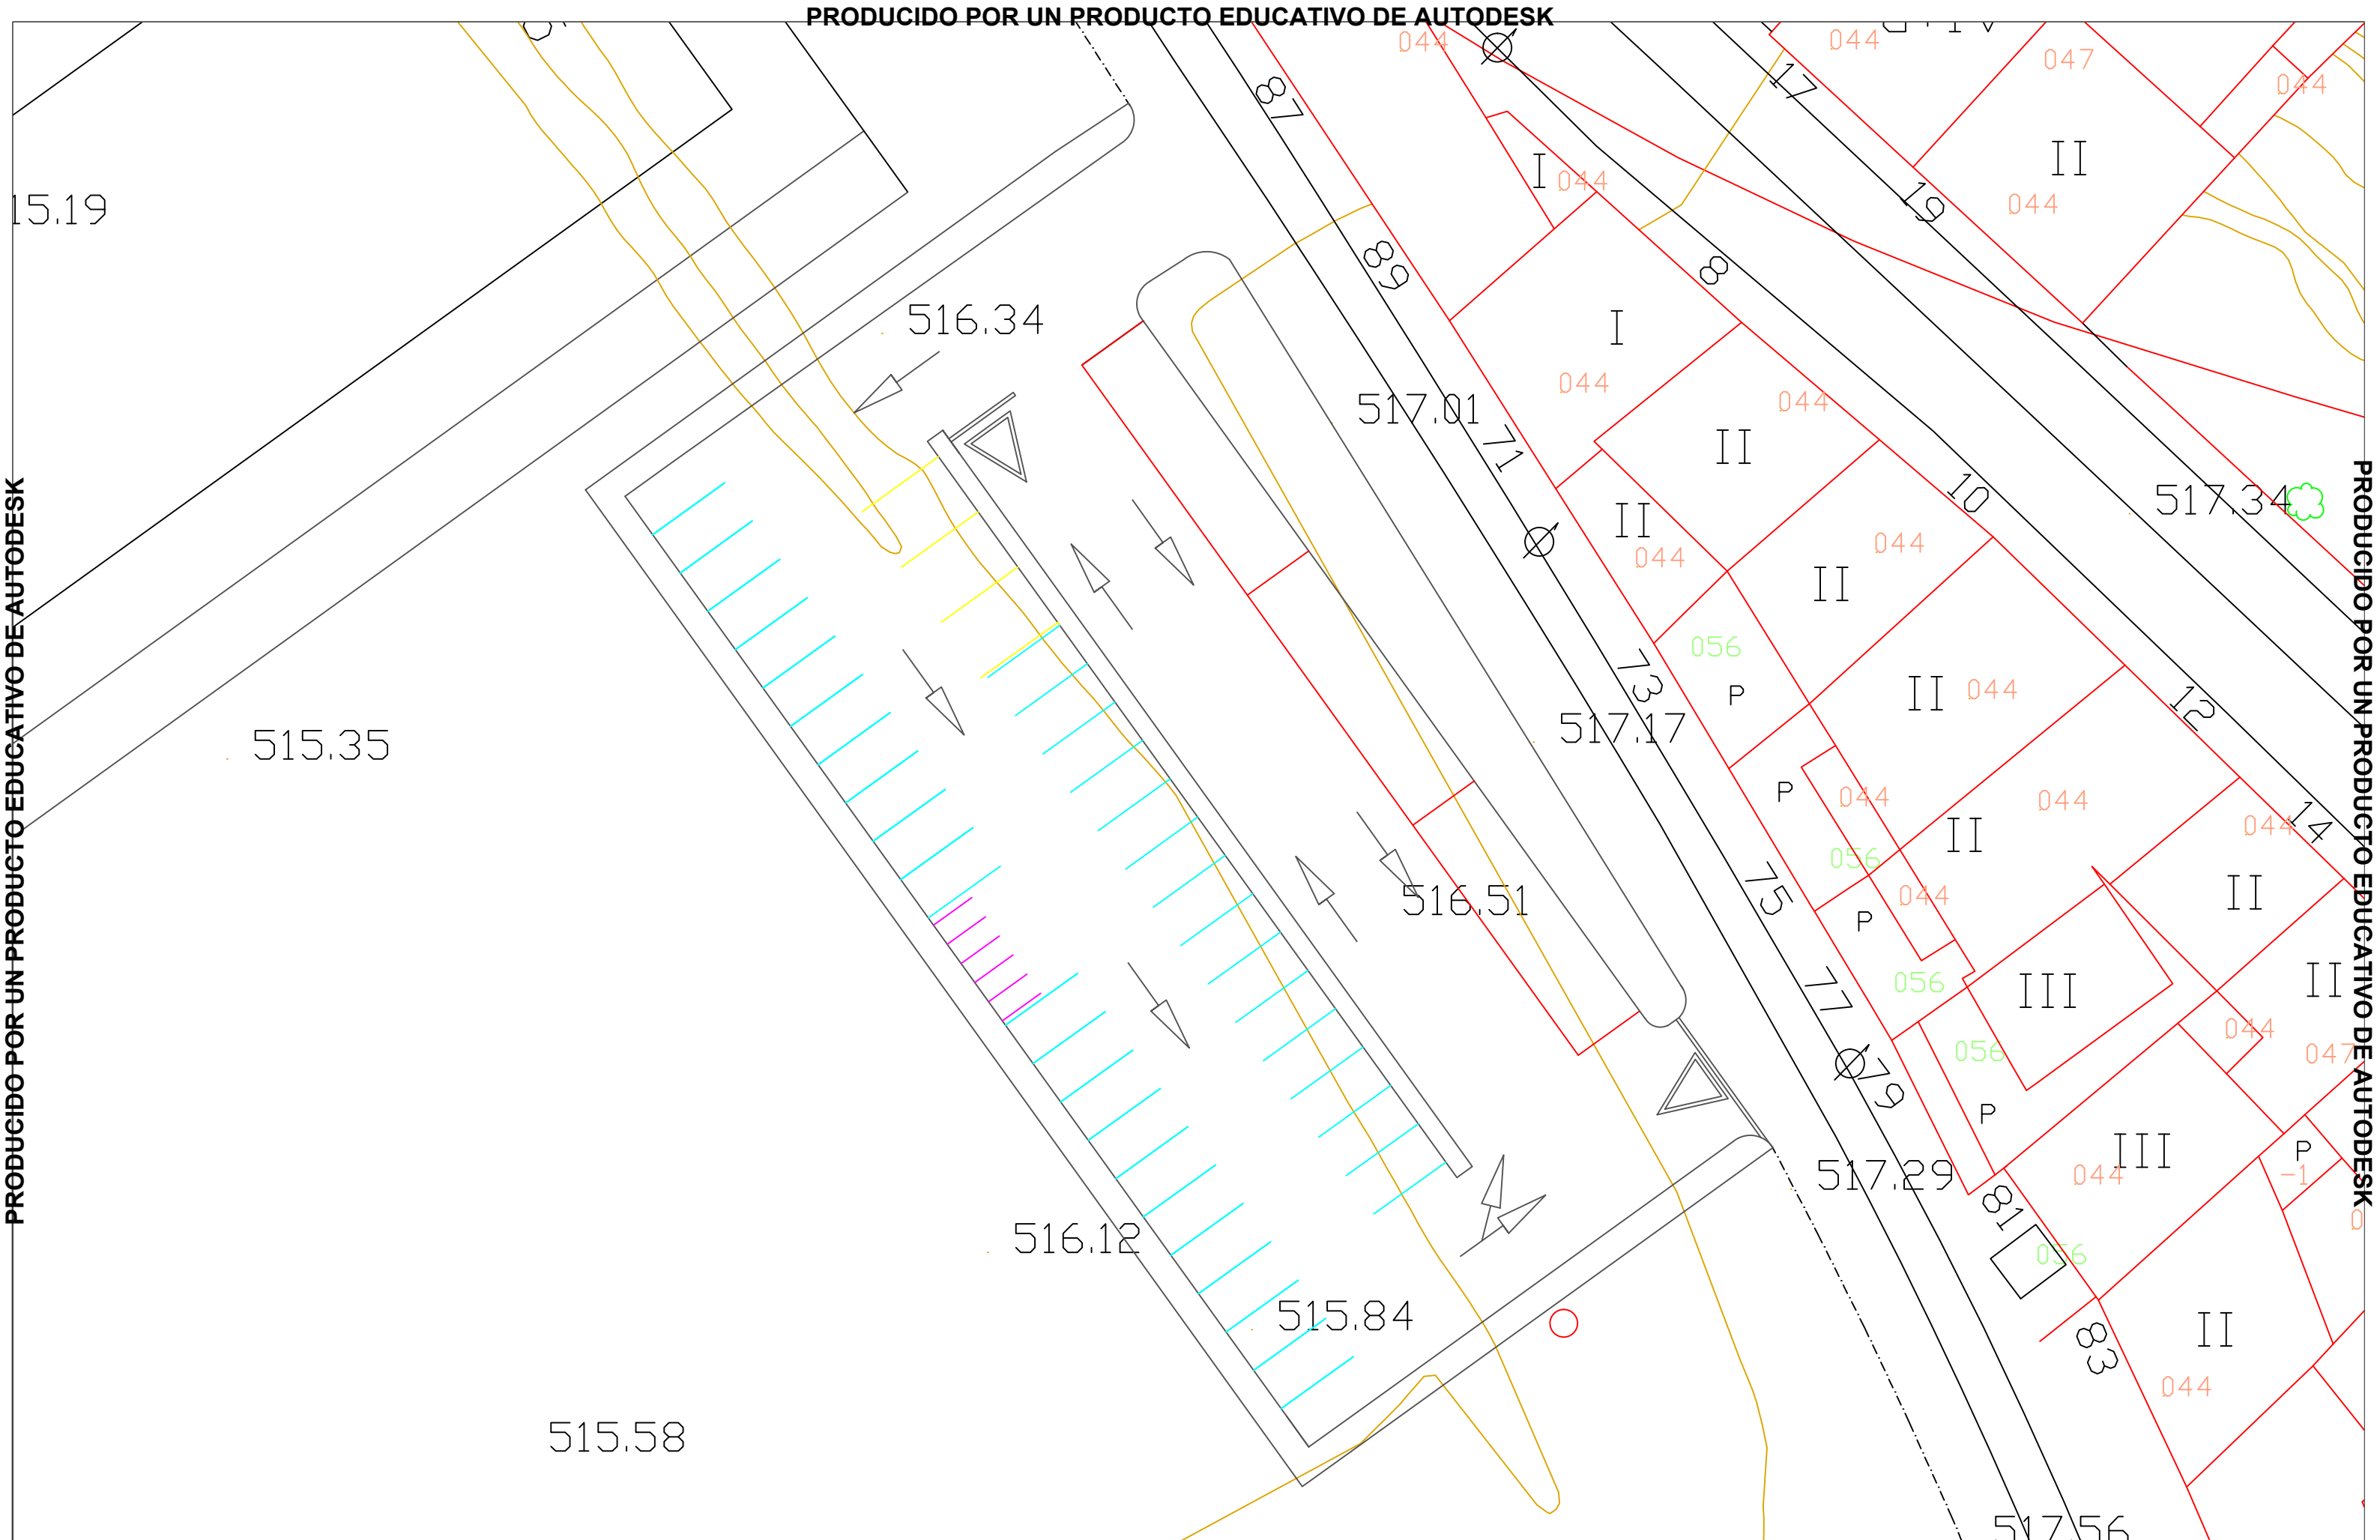 PRODUCIDO POR UN PRODUCTO EDUCATIVO DE AUTODESK
044
044
047
044
87
17
I
044
II
044
19
15.19
516.34
89
8
I
044
517.01
044
II
71
10
517.34
II
044
044
II
056
P
73
II
044
12
517.17
515.35
P
044
044
II
044
14
056
044
II
75
P
516.51
056
77
III
II
044
047
056
79
P
III
P
044
-1
517.29
81
516.12
056
515.84
83
II
044
515.58
517.56
PRODUCIDO POR UN PRODUCTO EDUCATIVO DE AUTODESK
PRODUCIDO POR UN PRODUCTO EDUCATIVO DE AUTODESK